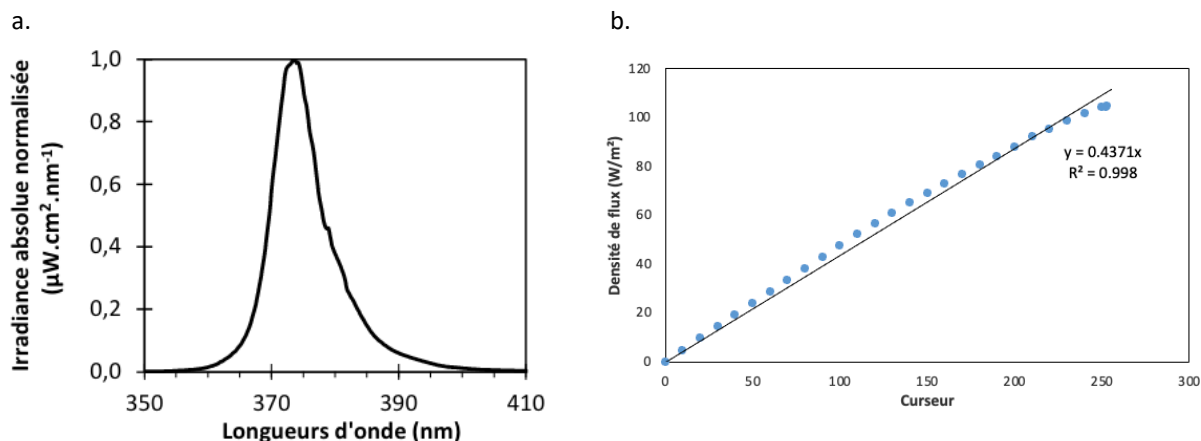 a.
Irradiance absolue normalisée
(µW.cm².nm⁻¹)
1,0
0,8
0,6
0,4
0,2
0,0
350
370
390
410
Longueurs d'onde (nm)
b.
Densité de flux (W/m²)
120
100
80
60
40
20
0
y = 0.4371x
R² = 0.998
0
50
100
150
200
250
300
Curseur